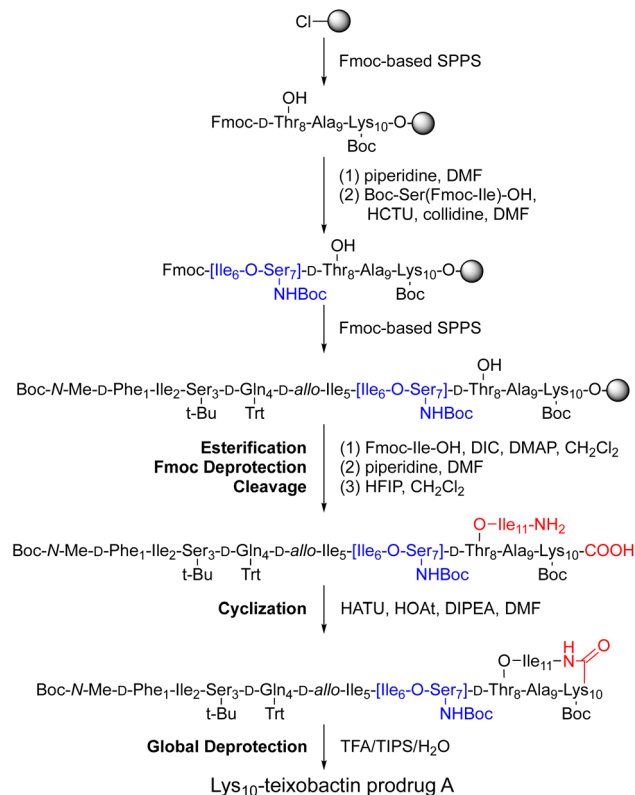 Cl
Fmoc-based SPPS
OH
Fmoc-D-Thr8-Ala9-Lys10-O
Boc
(1) piperidine, DMF
(2) Boc-Ser(Fmoc-Ile)-OH,
HCTU, collidine, DMF
OH
Fmoc-[Ile6-O-Ser7]-D-Thr8-Ala9-Lys10-O
NHBoc
Boc
Fmoc-based SPPS
OH
Boc-N-Me-D-Phe1-Ile2-Ser3-D-Gln4-D-allo-Ile5-[Ile6-O-Ser7]-D-Thr8-Ala9-Lys10-O
t-Bu Trt NHBoc Boc
Esterification (1) Fmoc-Ile-OH, DIC, DMAP, CH2Cl2
Fmoc Deprotection (2) piperidine, DMF
Cleavage (3) HFIP, CH2Cl2
O-Ile11-NH2
Boc-N-Me-D-Phe1-Ile2-Ser3-D-Gln4-D-allo-Ile5-[Ile6-O-Ser7]-D-Thr8-Ala9-Lys10-COOH
t-Bu Trt NHBoc Boc
Cyclization HATU, HOAt, DIPEA, DMF
H O
O-Ile11-N
Boc-N-Me-D-Phe1-Ile2-Ser3-D-Gln4-D-allo-Ile5-[Ile6-O-Ser7]-D-Thr8-Ala9-Lys10
t-Bu Trt NHBoc Boc
Global Deprotection TFA/TIPS/H2O
Lys10-teixobactin prodrug A